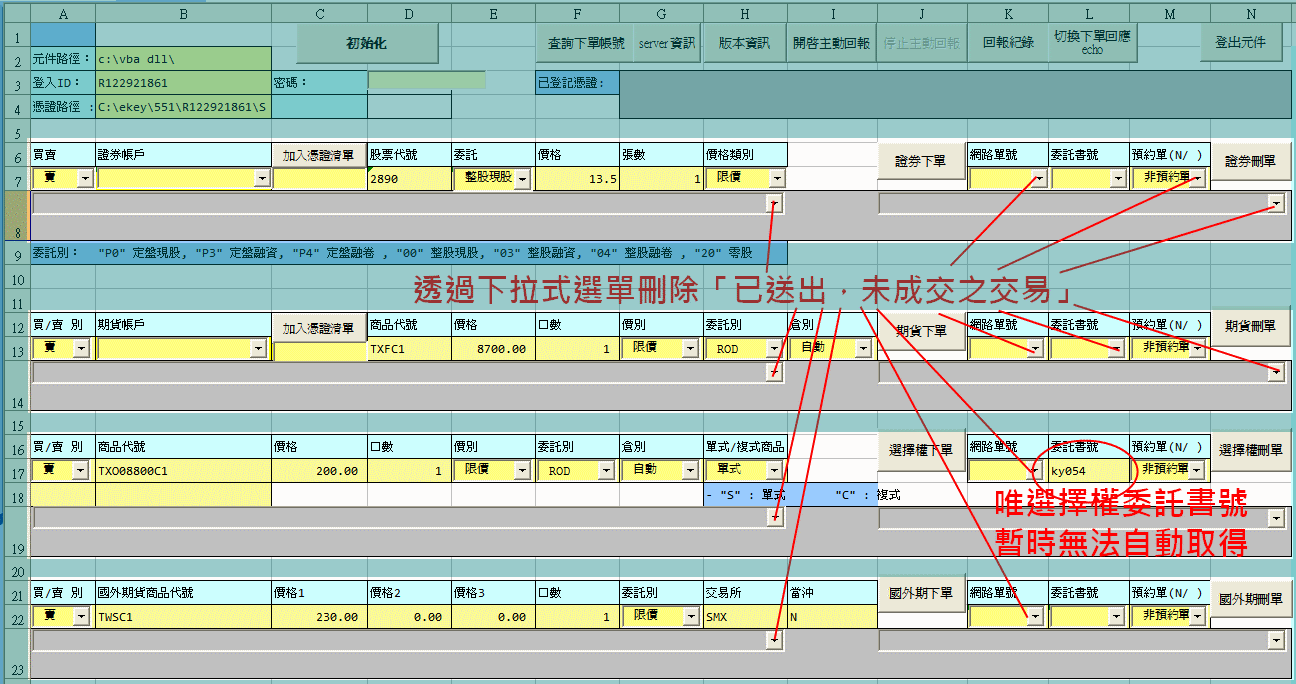 A B C D E F G H I J K L M N
1 初始化 查詢下單帳號 server 資訊 版本資訊 開啓主動回報 停止主動回報 回報紀錄 切換下單回應 echo 登出元件
2 元件路徑： c:\vba dll\
3 登入ID： R122921861 密碼： 已登記憑證：
4 憑證路徑 ： C:\ekey\551\R122921861\S
5
6 買賣 證券帳戶 加入憑證清單 股票代號 委託 價格 張數 價格類別 證券下單 網路單號 委託書號 預約單(N/ ) 證券刪單
7 賣 2890 整股現股 13.5 1 限價 非預約單
8
9 委託別： "P0" 定盤現股, "P3" 定盤融資, "P4" 定盤融卷 , "00" 整股現股, "03" 整股融資, "04" 整股融卷 , "20" 零股
10 透過下拉式選單刪除「已送出，未成交之交易」
11
12 買/賣 別 期貨帳戶 加入憑證清單 商品代號 價格 口數 價別 委託別 倉別 期貨下單 網路單號 委託書號 預約單(N/ ) 期貨刪單
13 賣 TXFC1 8700.00 1 限價 ROD 自動 非預約單
14
15
16 買/賣 別 商品代號 價格 口數 價別 委託別 倉別 單式/複式商品 選擇權下單 網路單號 委託書號 預約單(N/ ) 選擇權刪單
17 賣 TXO08800C1 200.00 1 限價 ROD 自動 單式 ky054 非預約單
18 - "S" : 單式 "C" : 複式
唯選擇權委託書號
暫時無法自動取得
19
20
21 買/賣 別 國外期貨商品代號 價格1 價格2 價格3 口數 委託別 交易所 當沖 國外期下單 網路單號 委託書號 預約單(N/ ) 國外期刪單
22 賣 TWSC1 230.00 0.00 0.00 1 限價 SMX N 非預約單
23